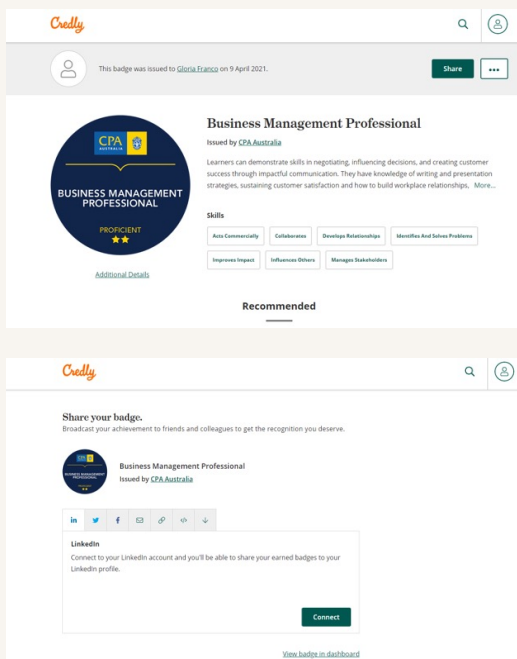 Credly
This badge was issued to Gloria Franco on 9 April 2021.
Share
CPA
AUSTRALIA
BUSINESS MANAGEMENT
PROFESSIONAL
PROFICIENT
Additional Details
Business Management Professional
Issued by CPA Australia
Learners can demonstrate skills in negotiating, influencing decisions, and creating customer
success through impactful communication. They have knowledge of writing and presentation
strategies, sustaining customer satisfaction and how to build workplace relationships, More...
Skills
Acts Commercially Collaborates Develops Relationships Identifies And Solves Problems
Improves Impact Influences Others Manages Stakeholders
Recommended
Credly
Share your badge.
Broadcast your achievement to friends and colleagues to get the recognition you deserve.
BUSINESS MANAGEMENT
PROFESSIONAL
Business Management Professional
Issued by CPA Australia
in f </>
LinkedIn
Connect to your LinkedIn account and you'll be able to share your earned badges to your
LinkedIn profile.
Connect
View badge in dashboard